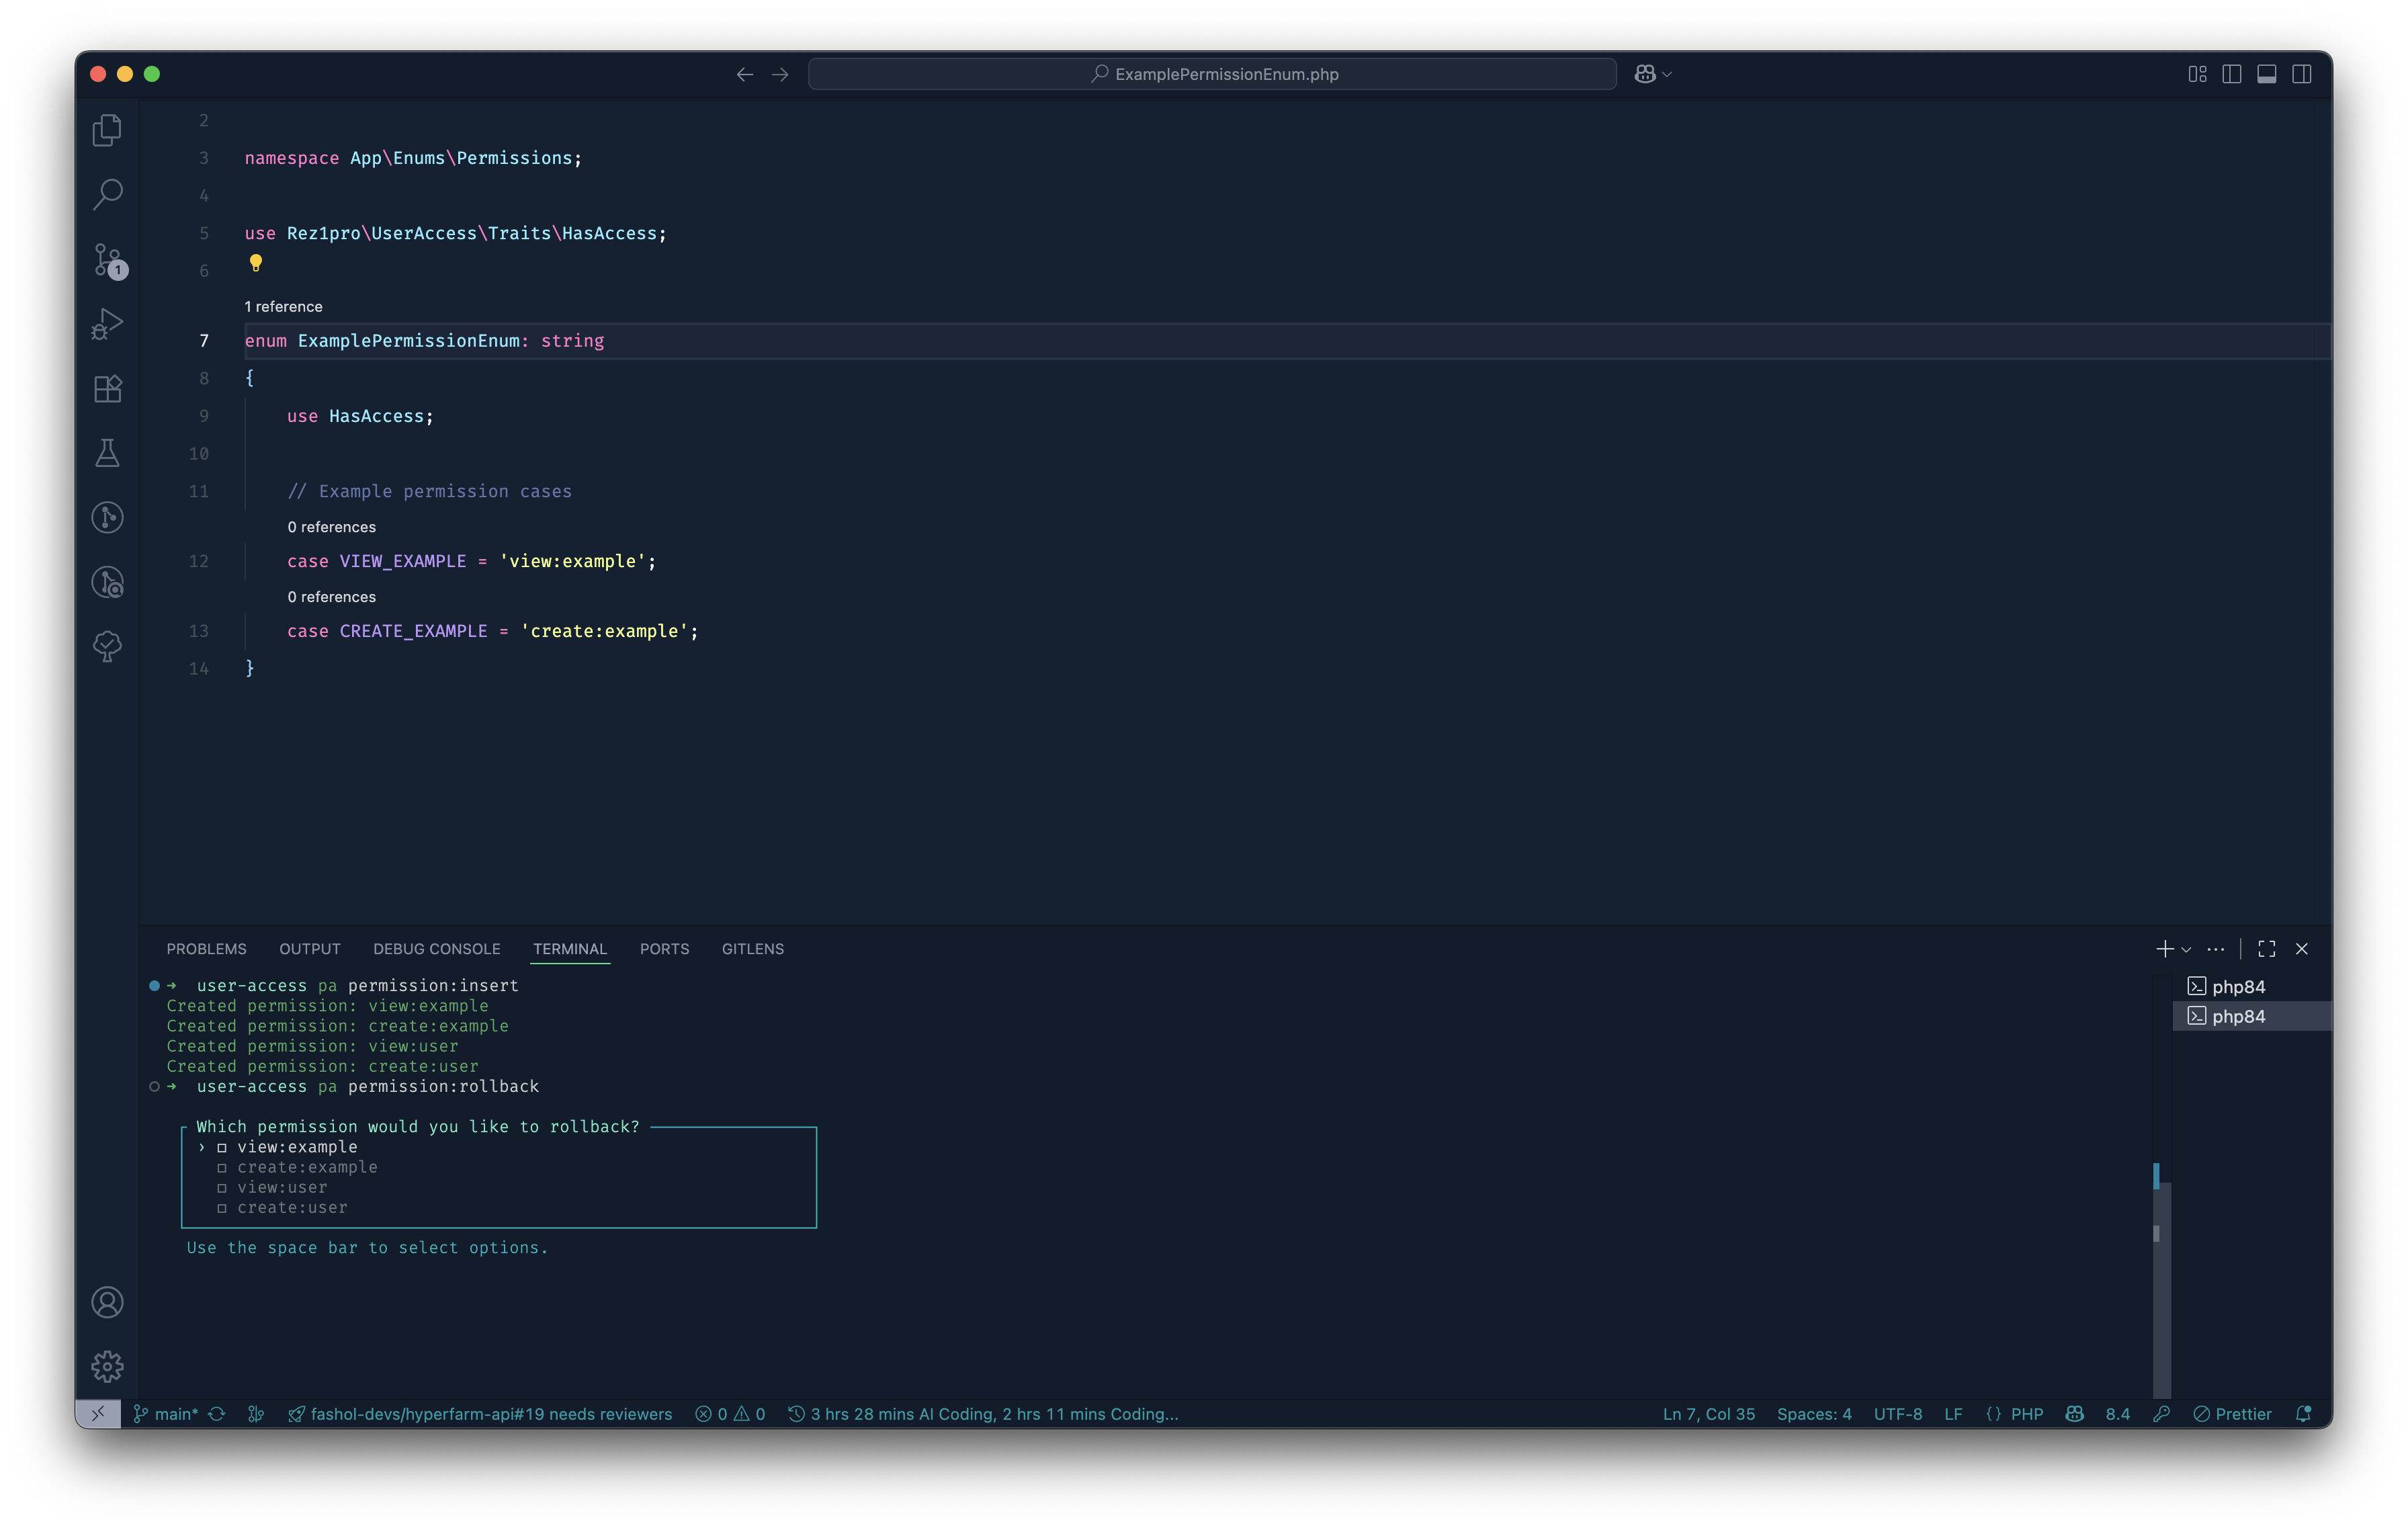 ExamplePermissionEnum.php
2
3 namespace App\Enums\Permissions;
4
5 use Rez1pro\UserAccess\Traits\HasAccess;
6
1 reference
7 enum ExamplePermissionEnum: string
8 {
9 use HasAccess;
10
11 // Example permission cases
0 references
12 case VIEW_EXAMPLE = 'view:example';
0 references
13 case CREATE_EXAMPLE = 'create:example';
14 }
1
PROBLEMS OUTPUT DEBUG CONSOLE TERMINAL PORTS GITLENS
➜ user-access pa permission:insert
Created permission: view:example
Created permission: create:example
Created permission: view:user
Created permission: create:user
➜ user-access pa permission:rollback
Which permission would you like to rollback?
› ◻ view:example
◻ create:example
◻ view:user
◻ create:user
Use the space bar to select options.
php84
php84
main* fashol-devs/hyperfarm-api#19 needs reviewers 0 0 3 hrs 28 mins AI Coding, 2 hrs 11 mins Coding... Ln 7, Col 35 Spaces: 4 UTF-8 LF {} PHP 8.4 Prettier